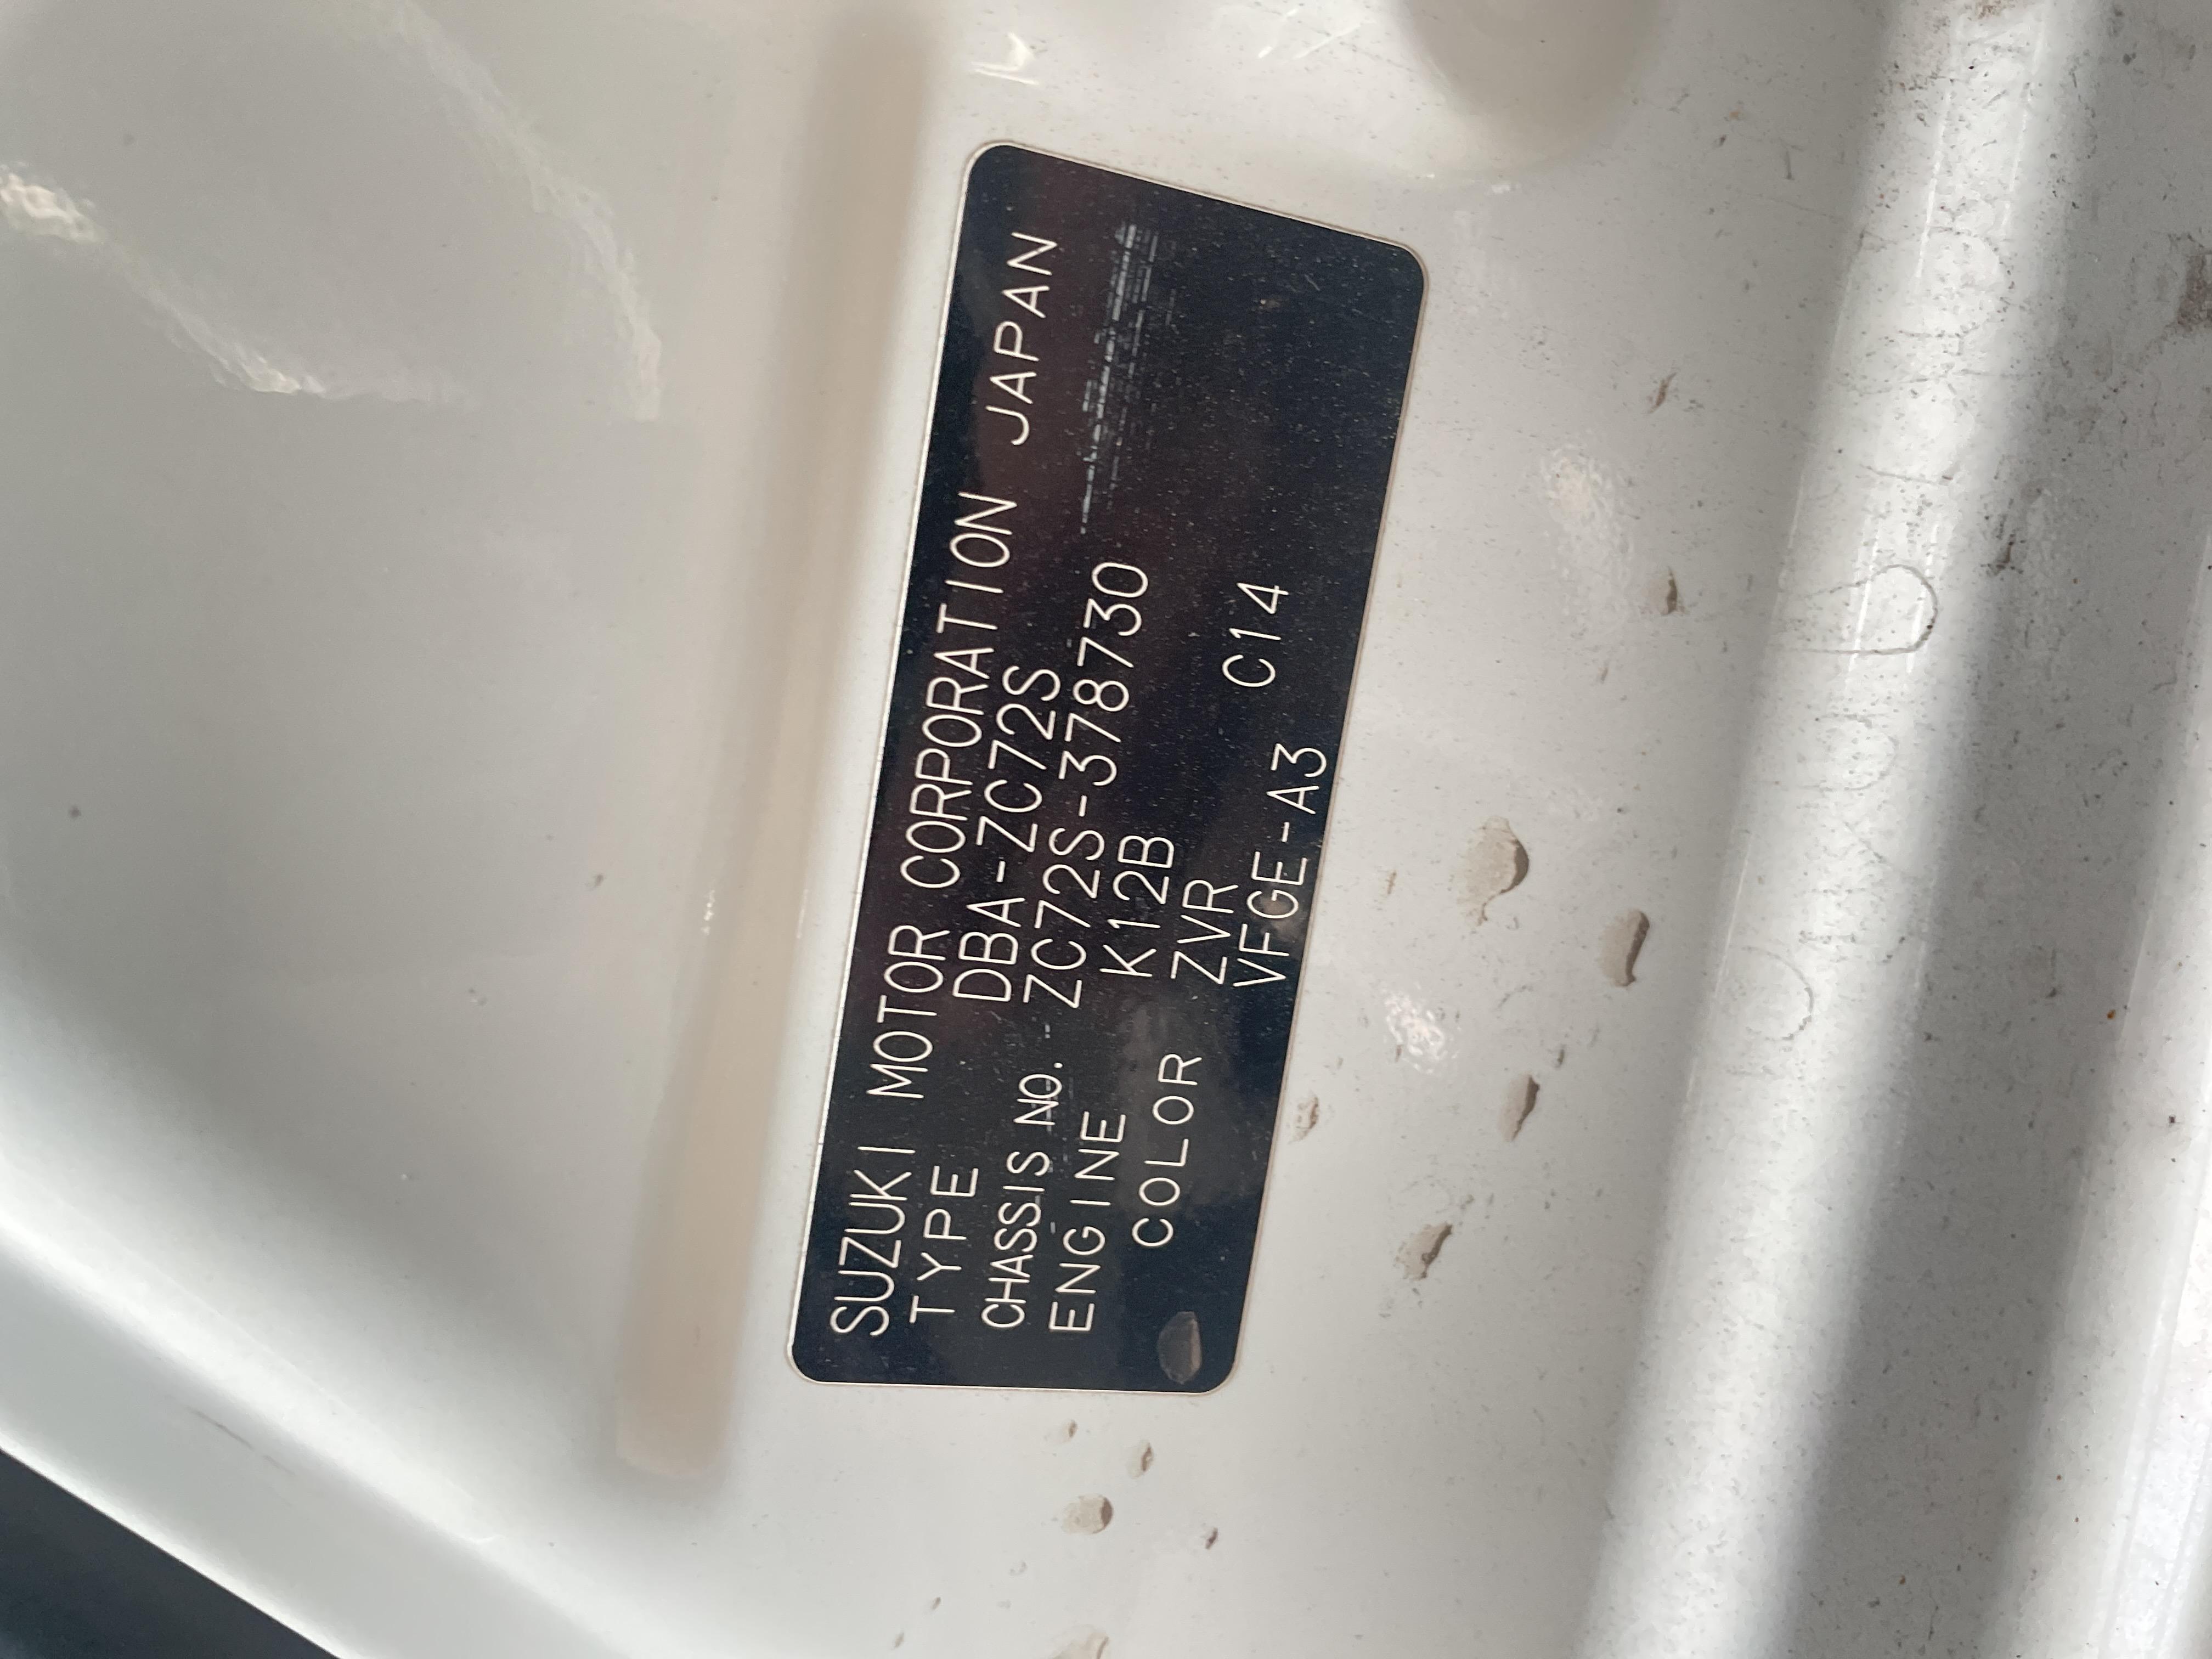 SUZUKI MOTOR CORPORATION JAPAN
TYPE DBA-ZC72S
CHASSIS NO. ZC72S-378730
ENGINE K12B
COLOR ZVR C14
VFGE-A3